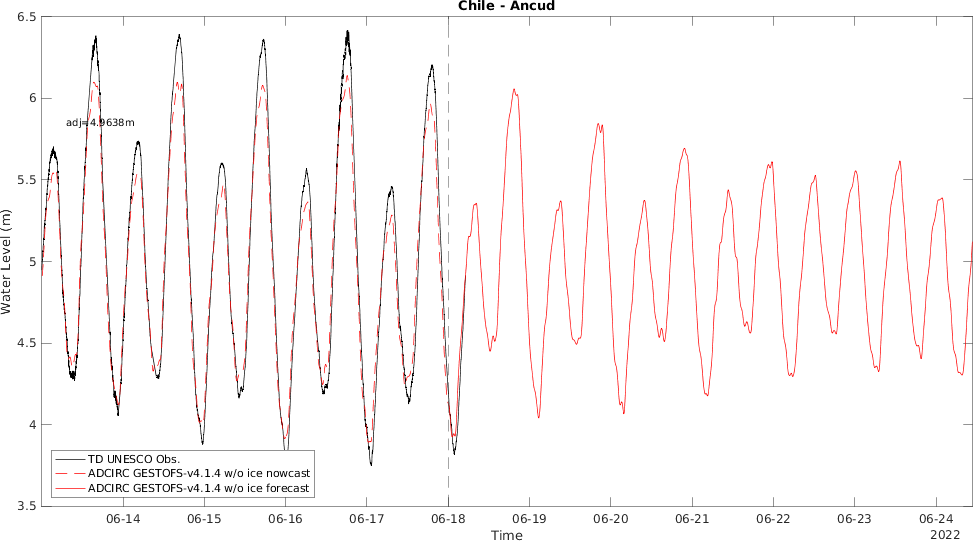 Chile - Ancud
6.5
6
adj=4.9638m
5.5
5
Water Level (m)
4.5
4
TD UNESCO Obs.
ADCIRC GESTOFS-v4.1.4 w/o ice nowcast
ADCIRC GESTOFS-v4.1.4 w/o ice forecast
3.5
06-14 06-15 06-16 06-17 06-18 06-19 06-20 06-21 06-22 06-23 06-24
Time
2022